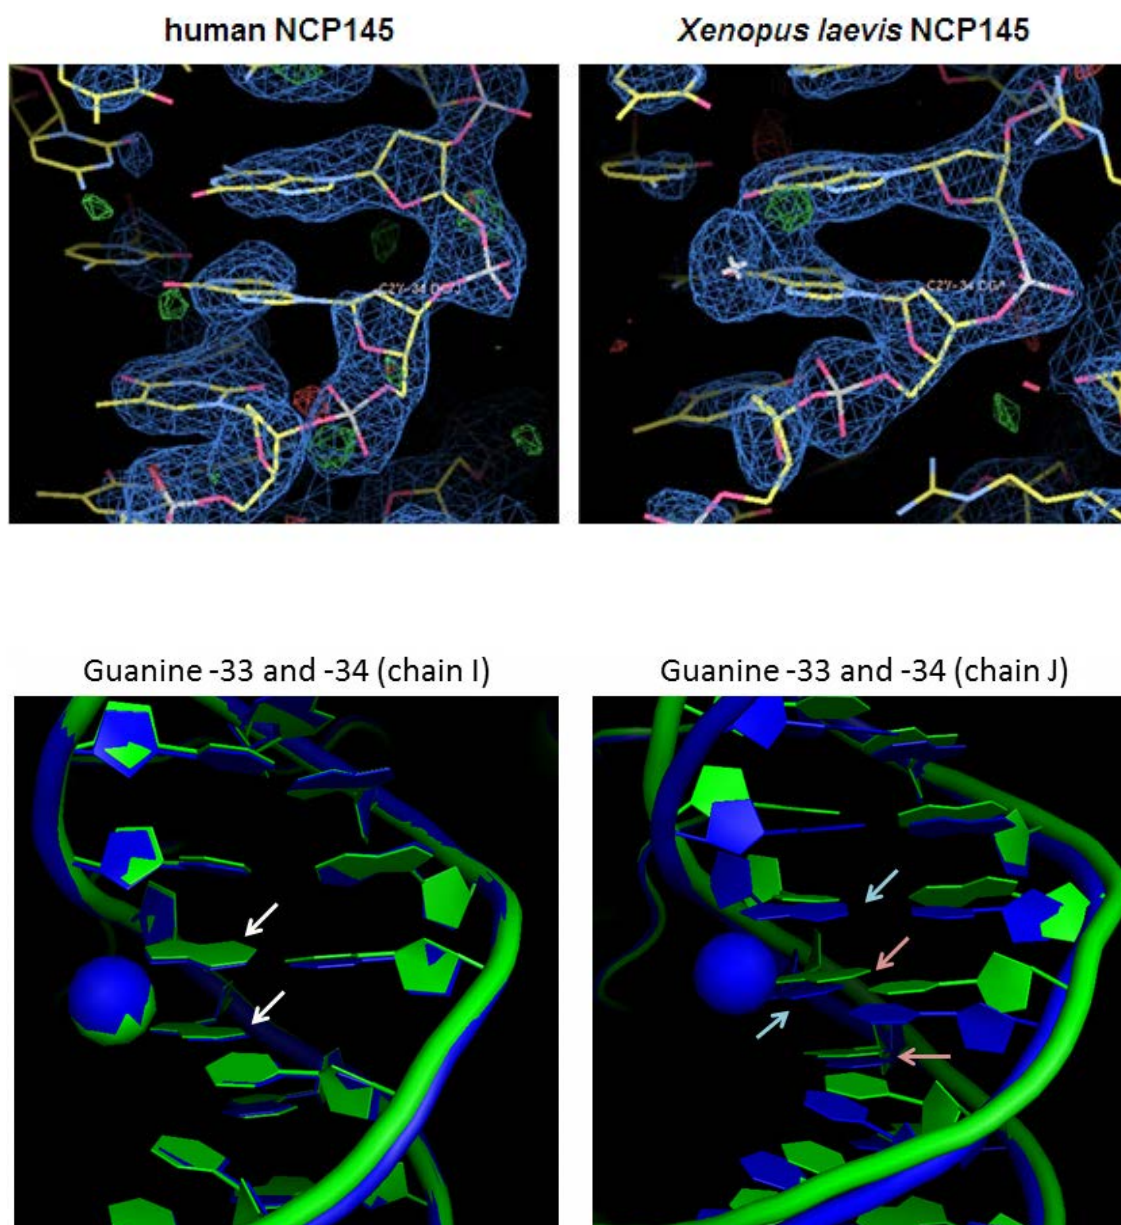 human NCP145
Xenopus laevis NCP145
Guanine -33 and -34 (chain I)
Guanine -33 and -34 (chain J)